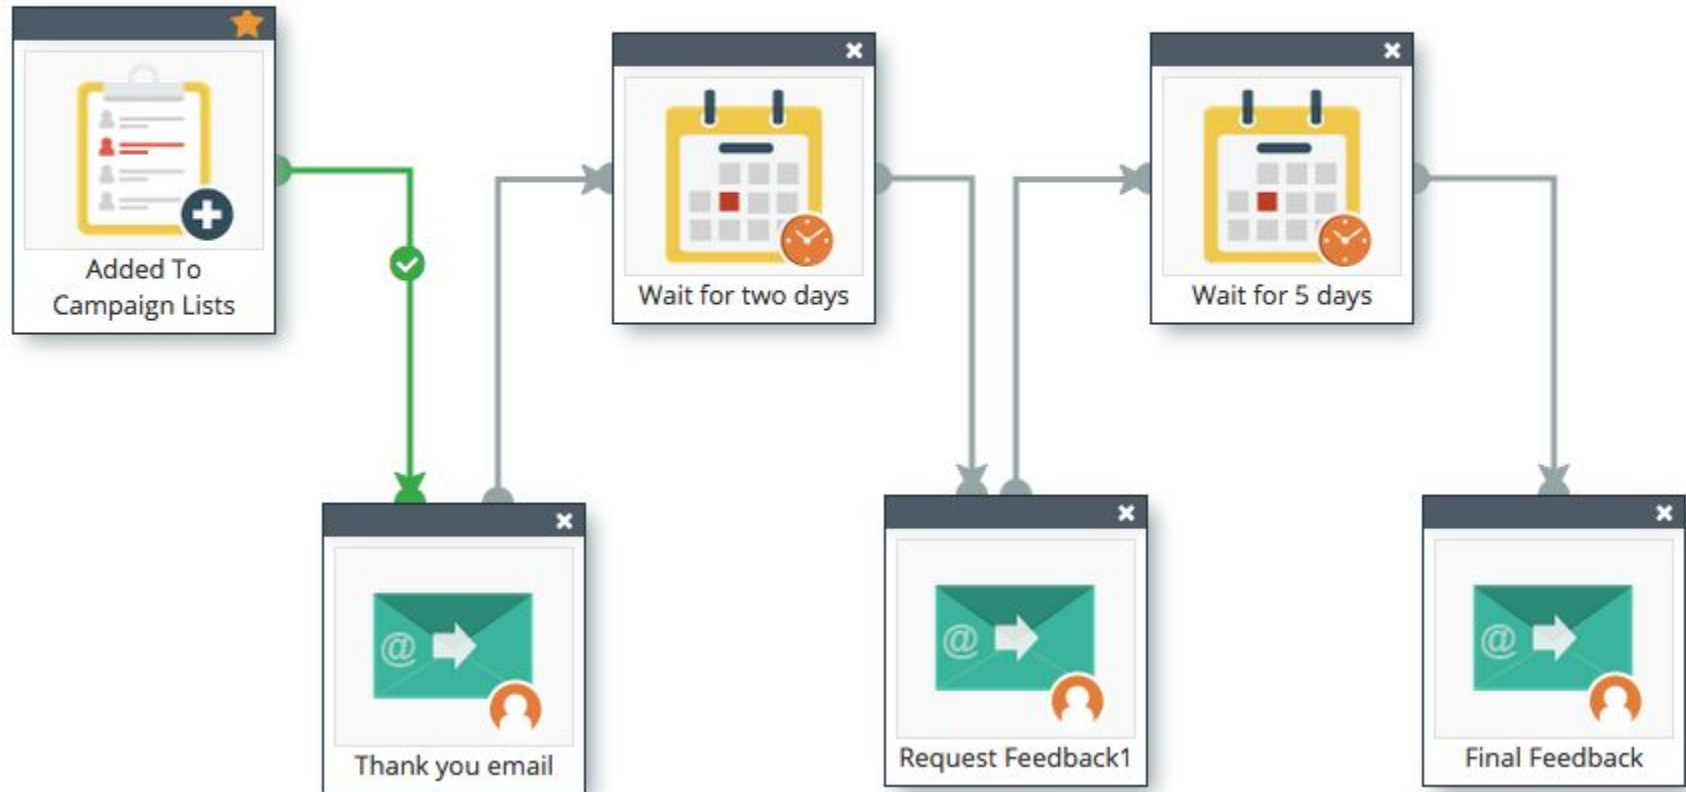 Added To
Campaign Lists
Wait for two days
Wait for 5 days
@
Thank you email
@
Request Feedback1
@
Final Feedback